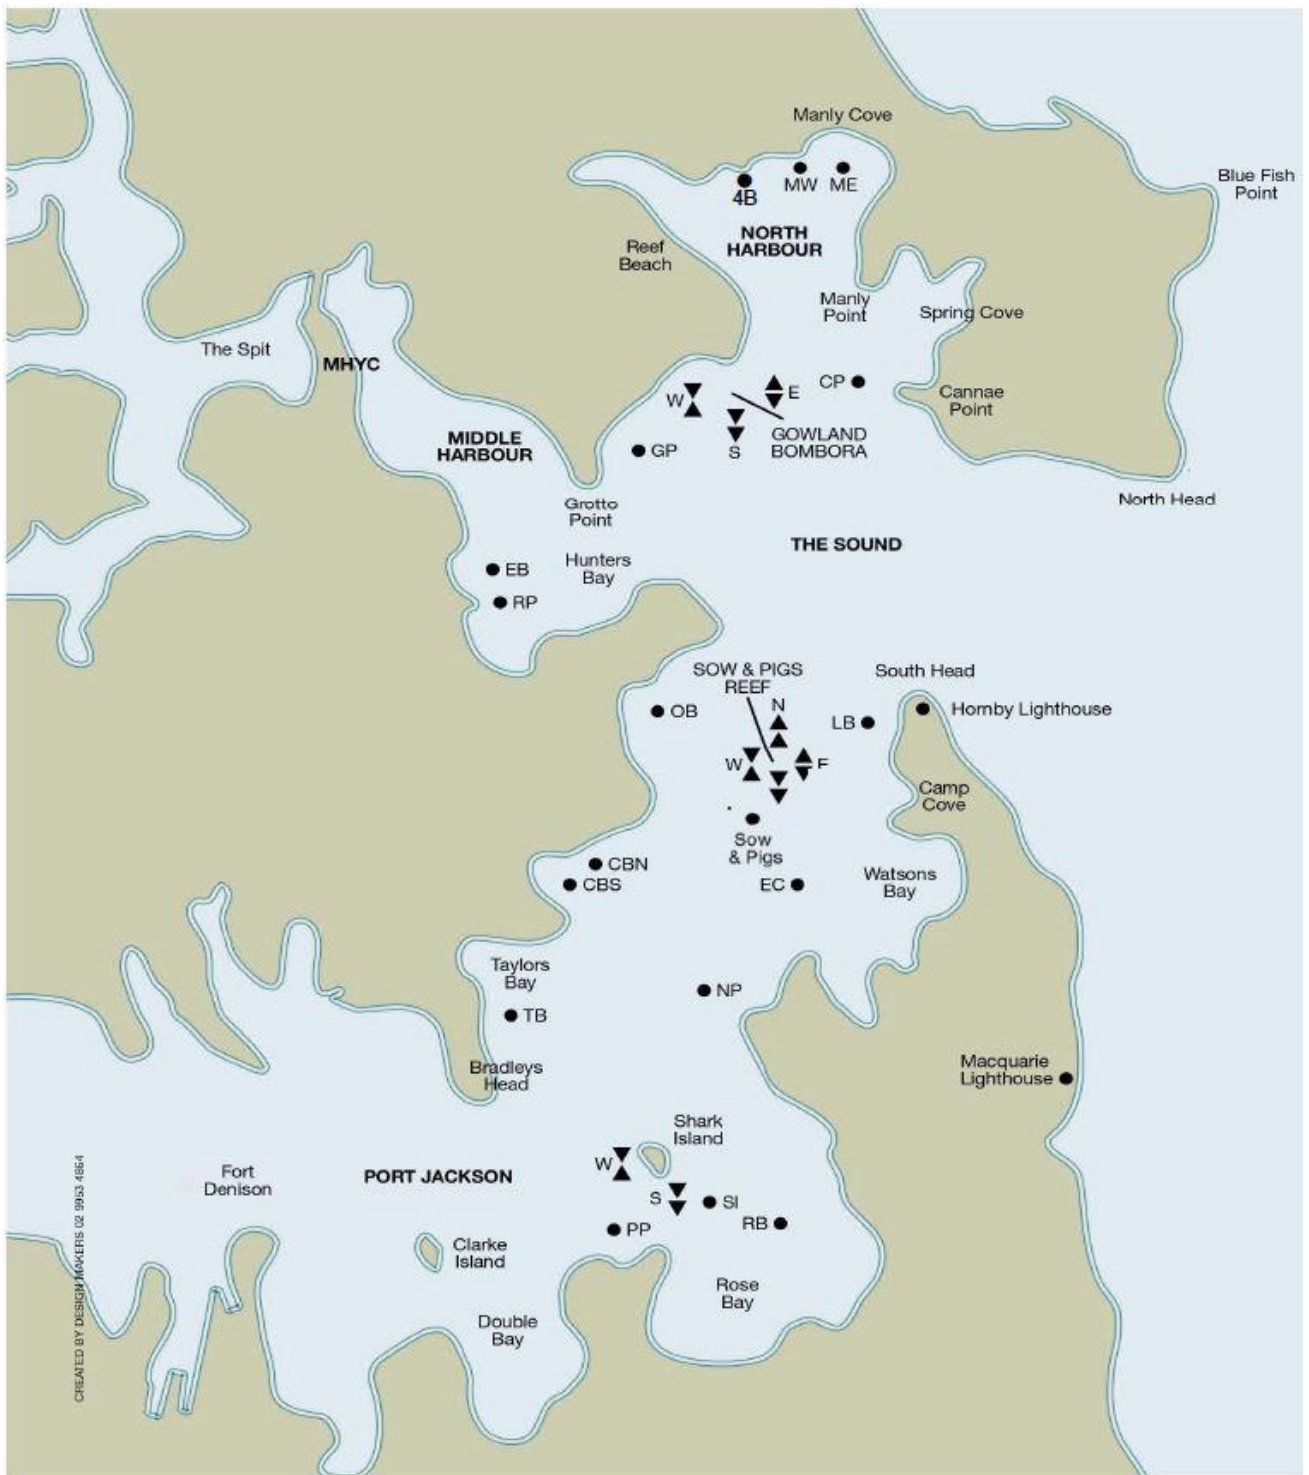 Manly Cove
Blue Fish
Point
MW
ME
4B
NORTH
HARBOUR
Reef
Beach
Manly
Point
Spring Cove
The Spit
MHYC
CP
Cannae
Point
W
E
S
GOWLAND
BOMBORA
GP
MIDDLE
HARBOUR
North Head
Grotto
Point
THE SOUND
Hunters
Bay
EB
RP
SOW & PIGS
REEF
South Head
N
OB
LB
Hornby Lighthouse
W
E
Camp
Cove
Sow
& Pigs
CBN
CBS
EC
Watsons
Bay
Taylors
Bay
NP
TB
Bradleys
Head
Macquarie
Lighthouse
Shark
Island
W
Fort
Denison
PORT JACKSON
S
SI
RB
PP
Clarke
Island
Rose
Bay
Double
Bay
CREATED BY DESIGN MAKERS 02 9953 4864